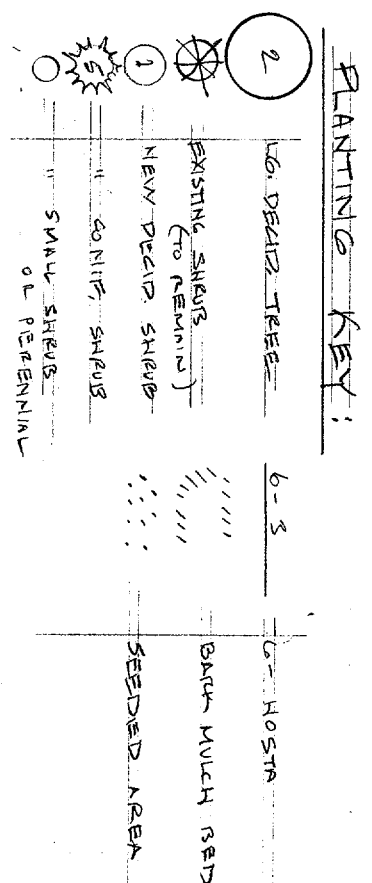 PLANTING KEY:
2 LG. DECID. TREE
EXISTING SHRUB
(TO REMAIN)
1 NEW DECID. SHRUB
5 " CONIF. SHRUB
" SMALL SHRUB
OR PERENNIAL
6-3 6- HOSTA
BARK MULCH BED
SEEDED AREA